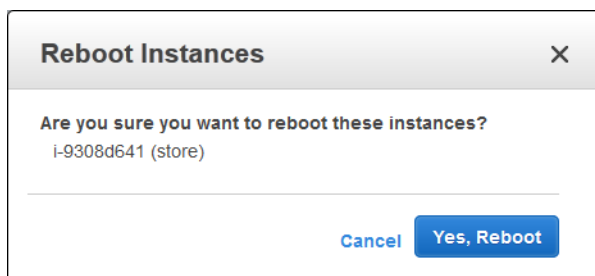 Reboot Instances
Are you sure you want to reboot these instances?
i-9308d641 (store)
Cancel
Yes, Reboot